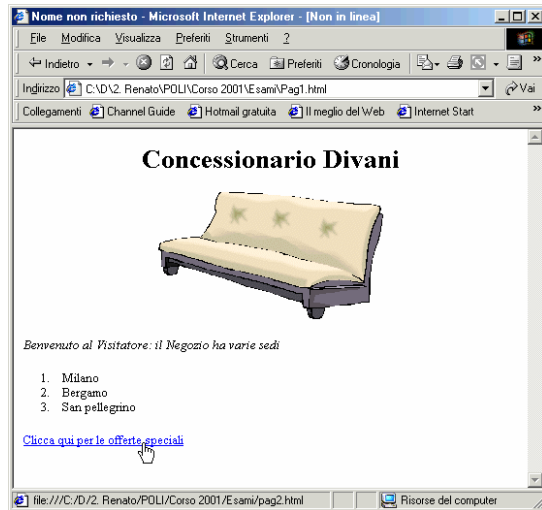 Nome non richiesto - Microsoft Internet Explorer - [Non in linea]
File Modifica Visualizza Preferiti Strumenti ?
Indietro Cerca Preferiti Cronologia »
Indirizzo C:\D\2. Renato\POLI\Corso 2001\Esami\Pag1.html Vai
Collegamenti Channel Guide Hotmail gratuita Il meglio del Web Internet Start »
Concessionario Divani
Benvenuto al Visitatore: il Negozio ha varie sedi
1. Milano
2. Bergamo
3. San pellegrino
Clicca qui per le offerte speciali
file:///C:/D/2. Renato/POLI/Corso 2001/Esami/pag2.html Risorse del computer